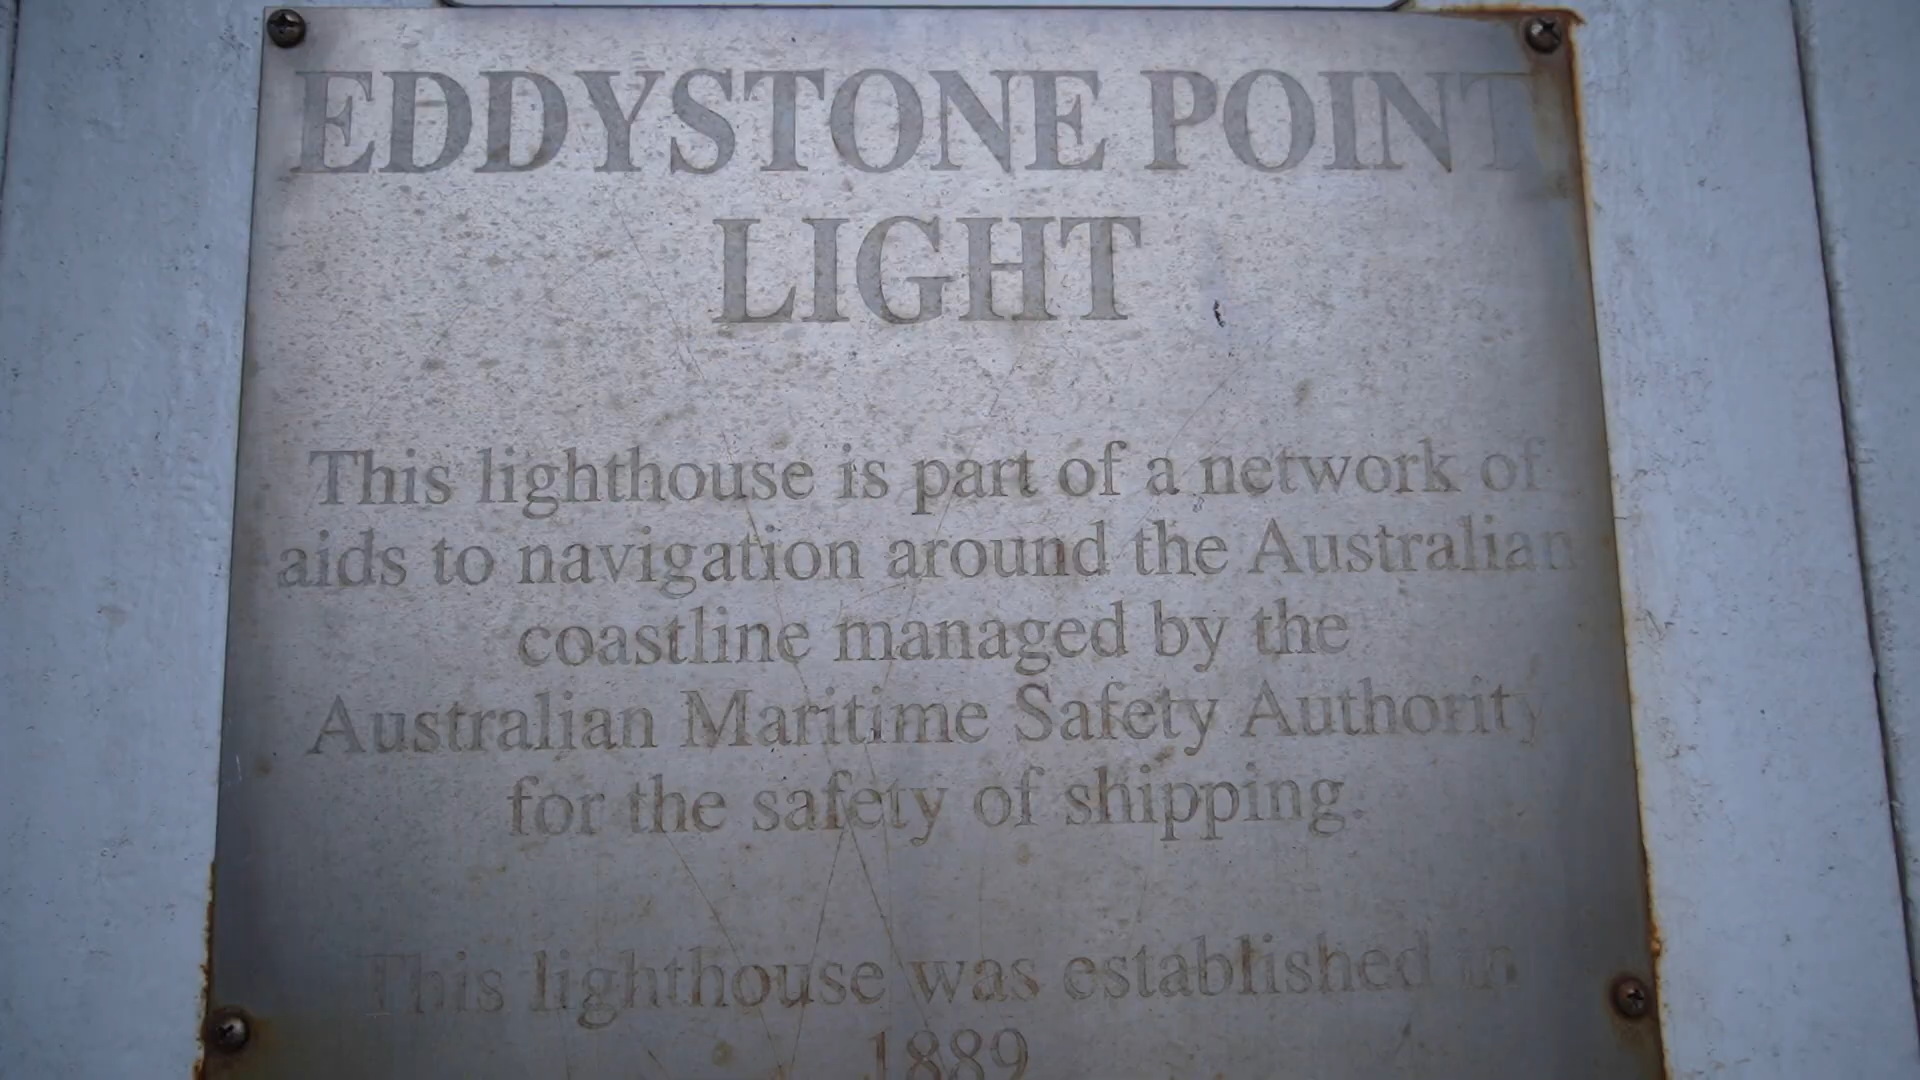 EDDYSTONE POINT
LIGHT
This lighthouse is part of a network of
aids to navigation around the Australian
coastline managed by the
Australian Maritime Safety Authority
for the safety of shipping.
This lighthouse was established in
1889